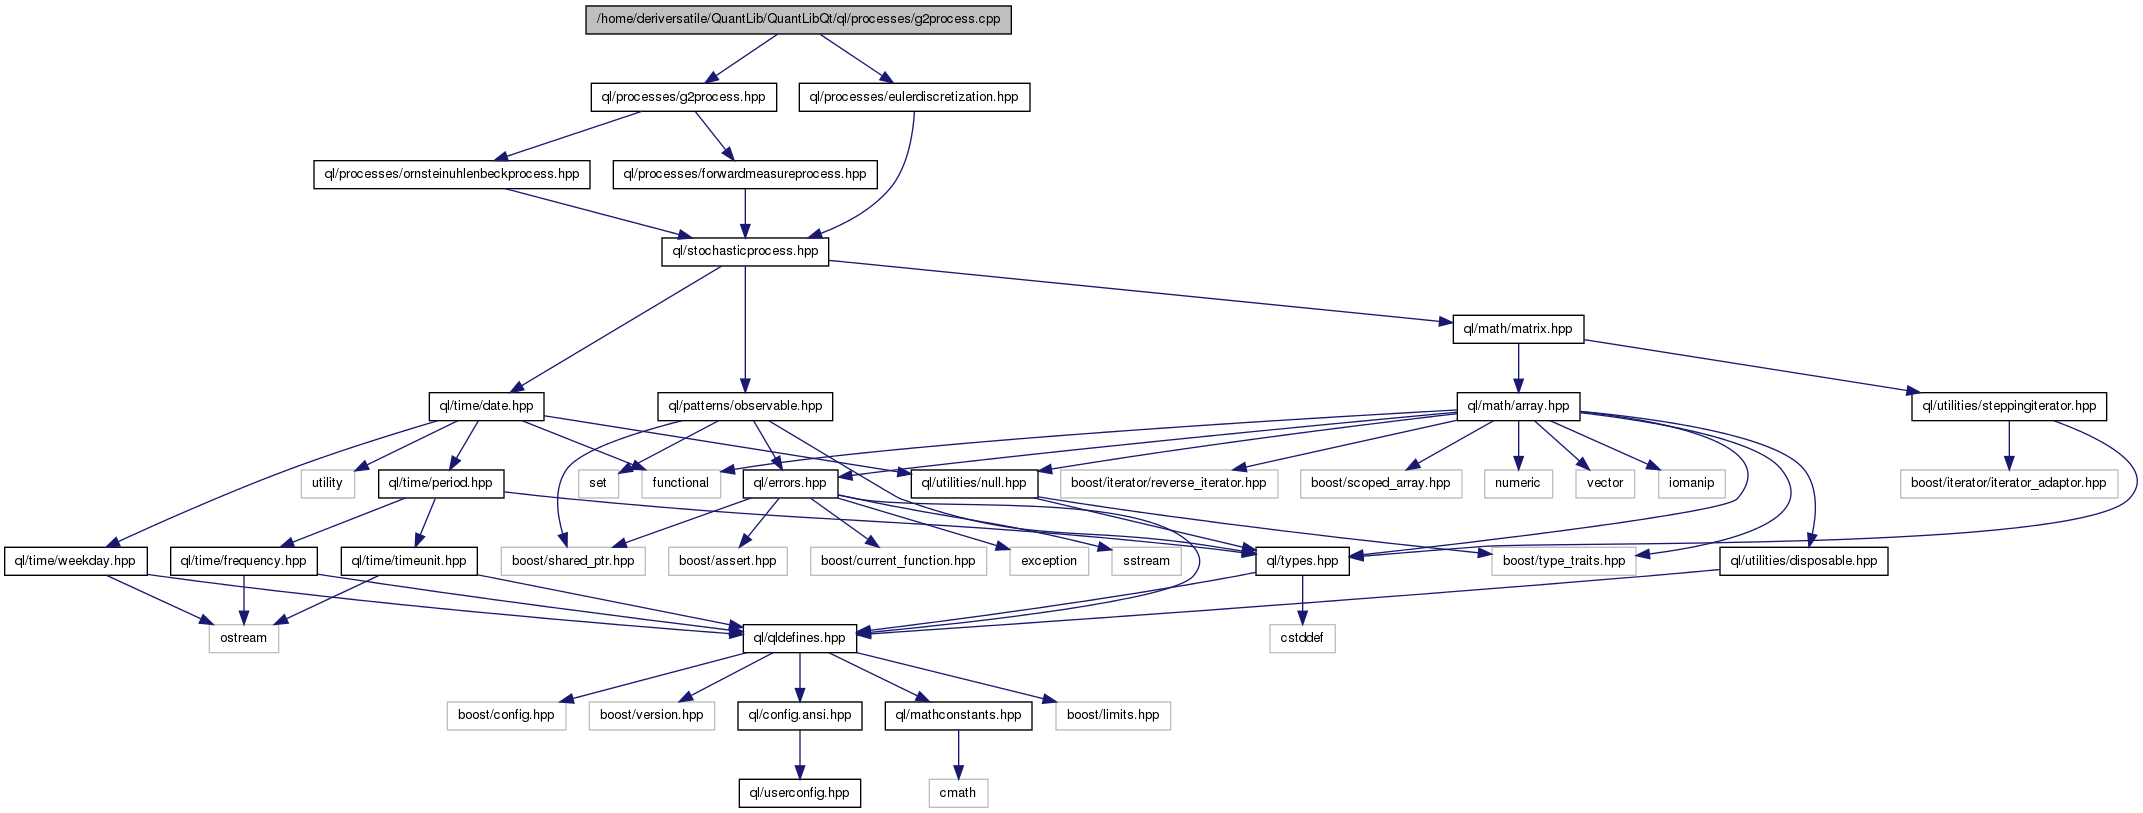 /home/deriversatile/QuantLib/QuantLibQt/ql/processes/g2process.cpp
ql/processes/g2process.hpp
ql/processes/eulerdiscretization.hpp
ql/processes/ornsteinuhlenbeckprocess.hpp
ql/processes/forwardmeasureprocess.hpp
ql/stochasticprocess.hpp
ql/math/matrix.hpp
ql/time/date.hpp
ql/patterns/observable.hpp
ql/math/array.hpp
ql/utilities/steppingiterator.hpp
utility
ql/time/period.hpp
set
functional
ql/errors.hpp
ql/utilities/null.hpp
boost/iterator/reverse_iterator.hpp
boost/scoped_array.hpp
numeric
vector
iomanip
boost/iterator/iterator_adaptor.hpp
ql/time/weekday.hpp
ql/time/frequency.hpp
ql/time/timeunit.hpp
boost/shared_ptr.hpp
boost/assert.hpp
boost/current_function.hpp
exception
sstream
ql/types.hpp
boost/type_traits.hpp
ql/utilities/disposable.hpp
ostream
ql/qldefines.hpp
cstddef
boost/config.hpp
boost/version.hpp
ql/config.ansi.hpp
ql/mathconstants.hpp
boost/limits.hpp
ql/userconfig.hpp
cmath